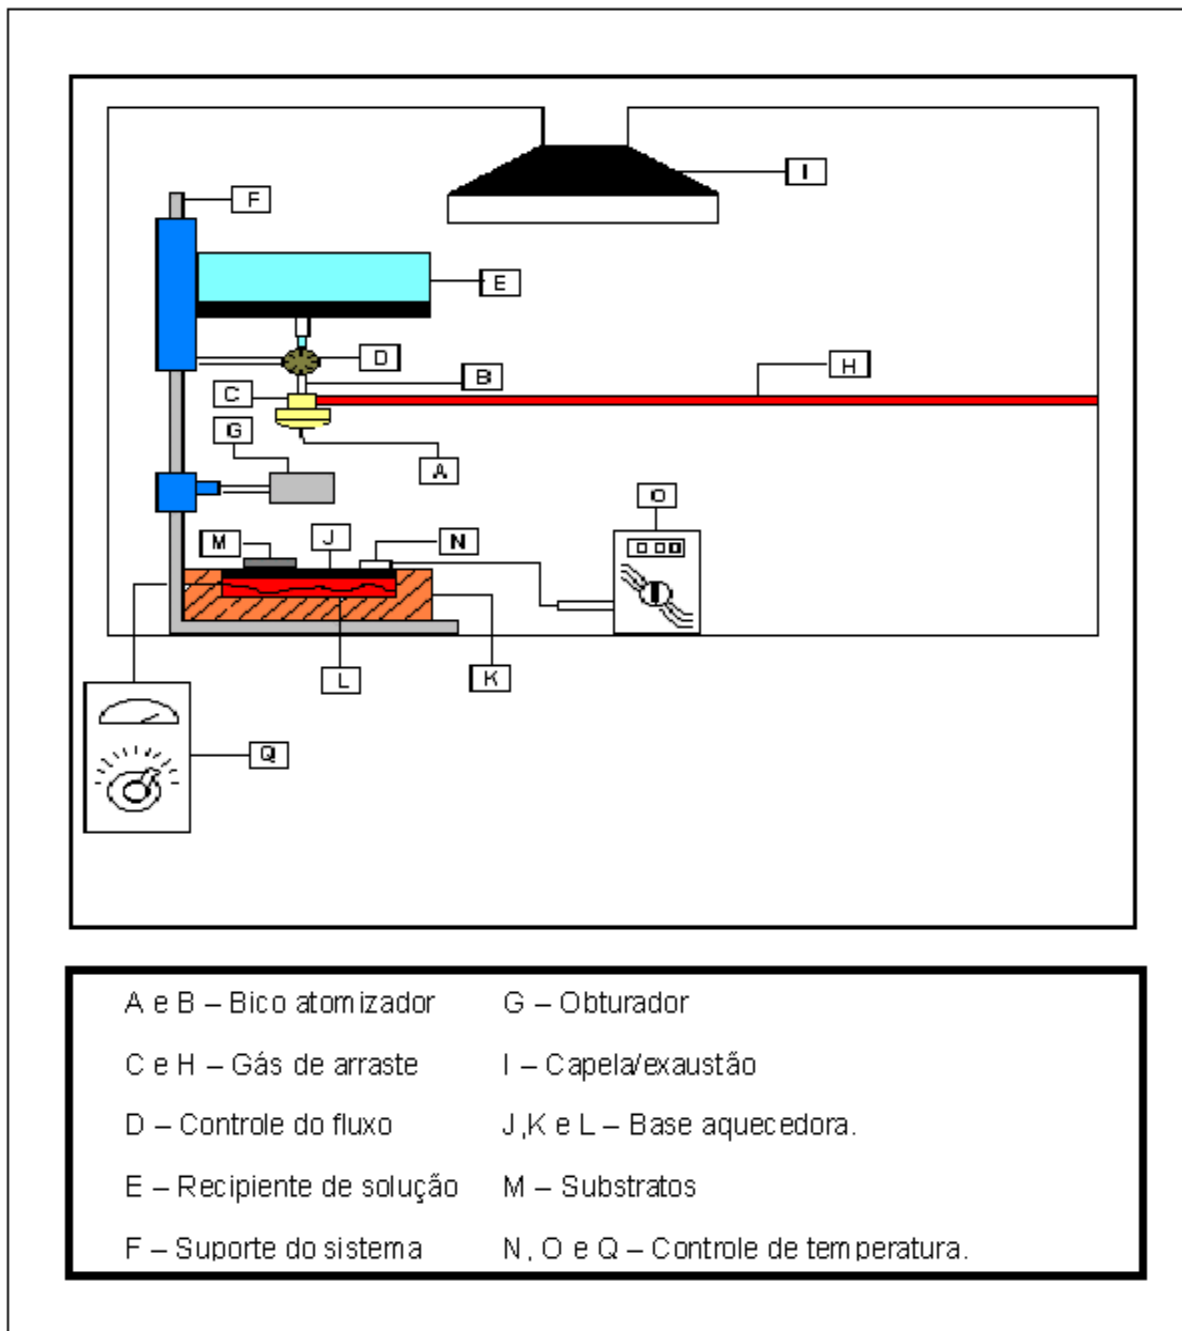 I
F
E
D
B
H
C
G
A
O
M
J
N
L
K
Q
A e B – Bico atomizador
G – Obturador
C e H – Gás de arraste
I – Capela/exaustão
D – Controle do fluxo
J,K e L – Base aquecedora.
E – Recipiente de solução
M – Substratos
F – Suporte do sistema
N, O e Q – Controle de temperatura.